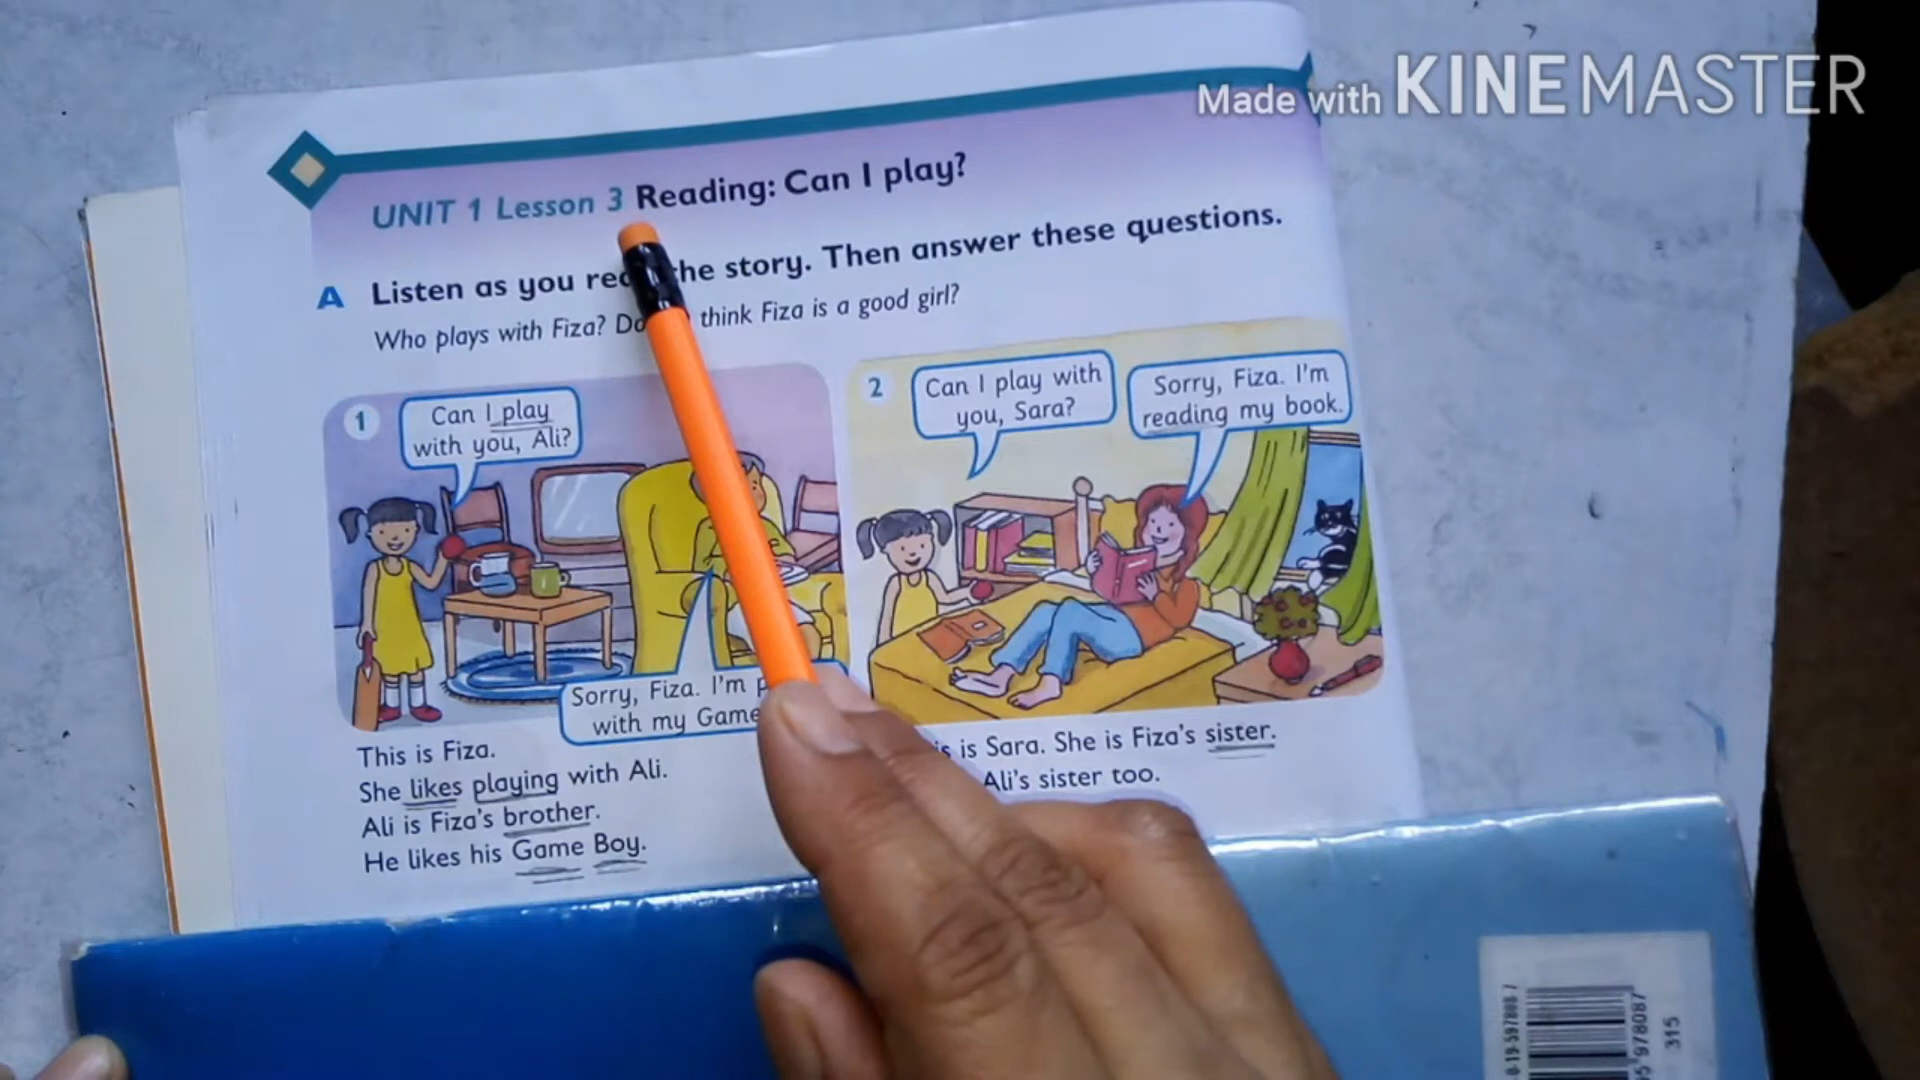 Made with KINEMASTER
UNIT 1 Lesson 3 Reading: Can I play?
A Listen as you the story. Then answer these questions.
Who plays with Fiza? think Fiza is a good girl?
1
Can I play
with you, Ali?
Sorry, Fiza. I'm
with my Game
This is Fiza.
She likes playing with Ali.
Ali is Fiza's brother.
He likes his Game Boy.
2
Can I play with
you, Sara?
Sorry, Fiza. I'm
reading my book.
is Sara. She is Fiza's sister.
Ali's sister too.
315